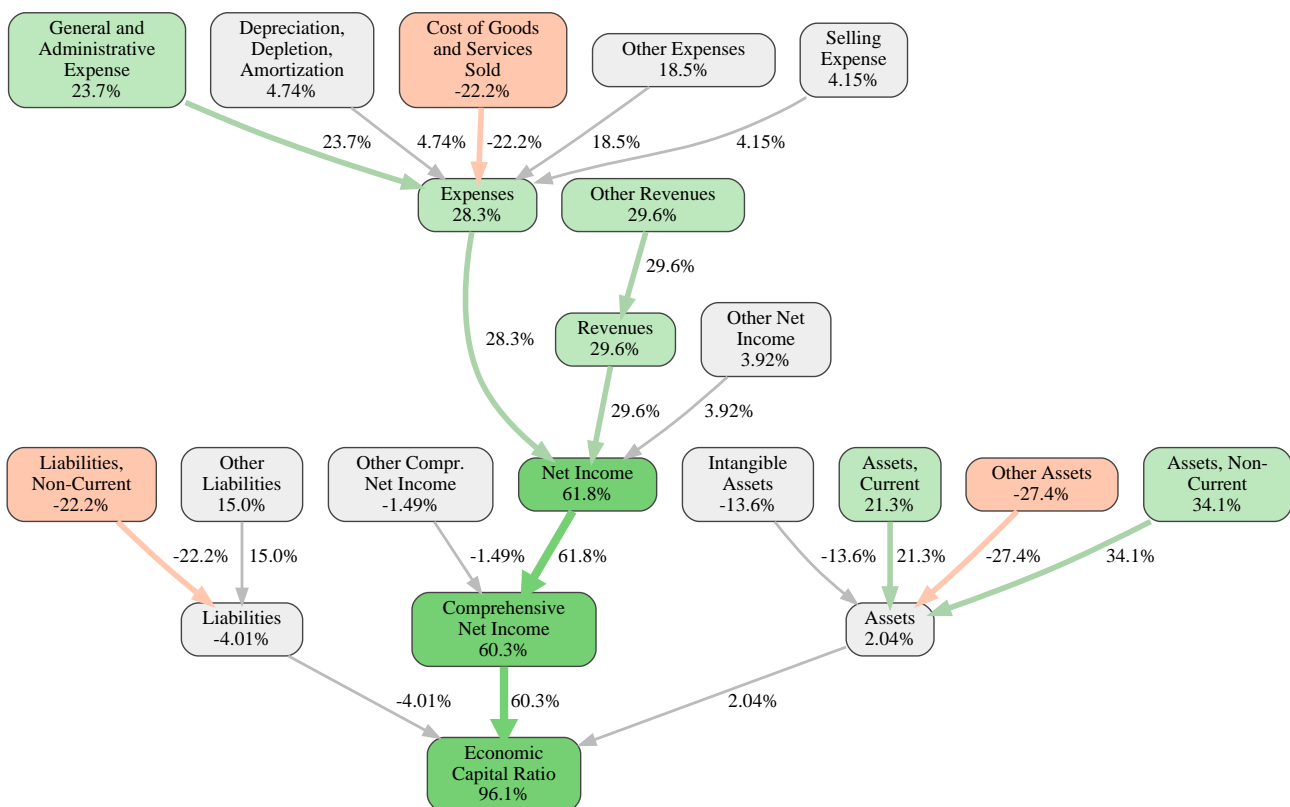 General and
Administrative
Expense
23.7%
Depreciation,
Depletion,
Amortization
4.74%
Cost of Goods
and Services
Sold
-22.2%
Other Expenses
18.5%
Selling
Expense
4.15%
23.7%
4.74%
-22.2%
18.5%
4.15%
Expenses
28.3%
Other Revenues
29.6%
29.6%
28.3%
Revenues
29.6%
Other Net
Income
3.92%
29.6%
3.92%
Liabilities,
Non-Current
-22.2%
Other
Liabilities
15.0%
Other Compr.
Net Income
-1.49%
Net Income
61.8%
Intangible
Assets
-13.6%
Assets,
Current
21.3%
Other Assets
-27.4%
Assets, Non-
Current
34.1%
-22.2%
15.0%
-1.49%
61.8%
-13.6%
21.3%
-27.4%
34.1%
Liabilities
-4.01%
Comprehensive
Net Income
60.3%
Assets
2.04%
-4.01%
60.3%
2.04%
Economic
Capital Ratio
96.1%